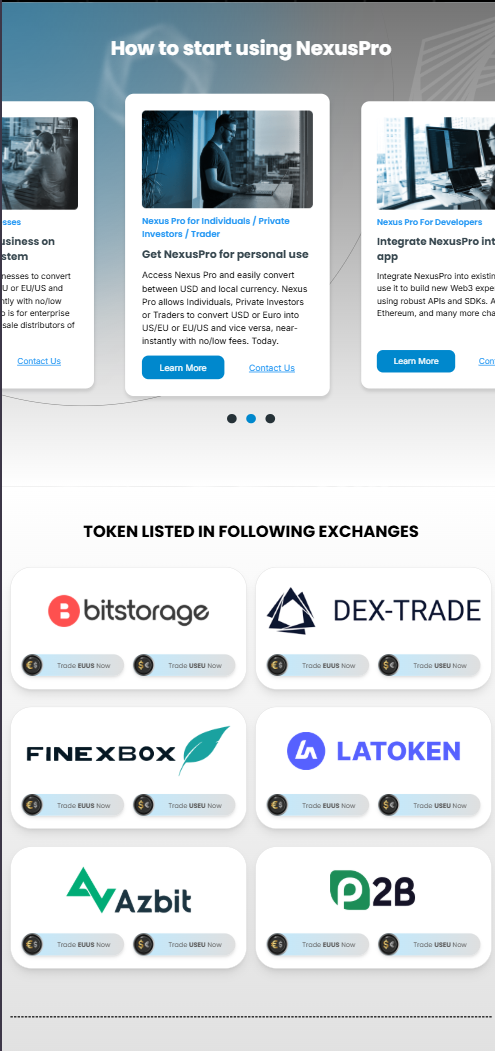 How to start using NexusPro
esses
usiness on
stem
nesses to convert
U or EU/US and
ntly with no/low
o is for enterprise
sale distributors of
Contact Us
Nexus Pro for Individuals / Private
Investors / Trader
Get NexusPro for personal use
Access Nexus Pro and easily convert
between USD and local currency. Nexus
Pro allows Individuals, Private Investors
or Traders to convert USD or Euro into
US/EU or EU/US and vice versa, near-
instantly with no/low fees. Today.
Learn More
Contact Us
Nexus Pro For Developers
Integrate NexusPro int
app
Integrate NexusPro into existin
use it to build new Web3 exper
using robust APIs and SDKs. A
Ethereum, and many more cha
Learn More
Cont
TOKEN LISTED IN FOLLOWING EXCHANGES
bitstorage
Trade EUUS Now
Trade USEU Now
DEX-TRADE
Trade EUUS Now
Trade USEU Now
FINEXBOX
Trade EUUS Now
Trade USEU Now
LATOKEN
Trade EUUS Now
Trade USEU Now
Azbit
Trade EUUS Now
Trade USEU Now
P2B
Trade EUUS Now
Trade USEU Now